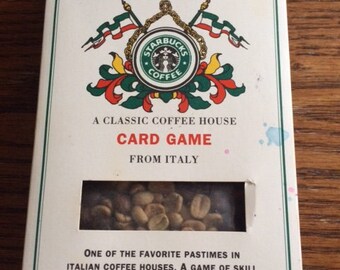 STARBUCKS
COFFEE
A CLASSIC COFFEE HOUSE
CARD GAME
FROM ITALY
ONE OF THE FAVORITE PASTIMES IN
ITALIAN COFFEE HOUSES. A GAME OF SKILL